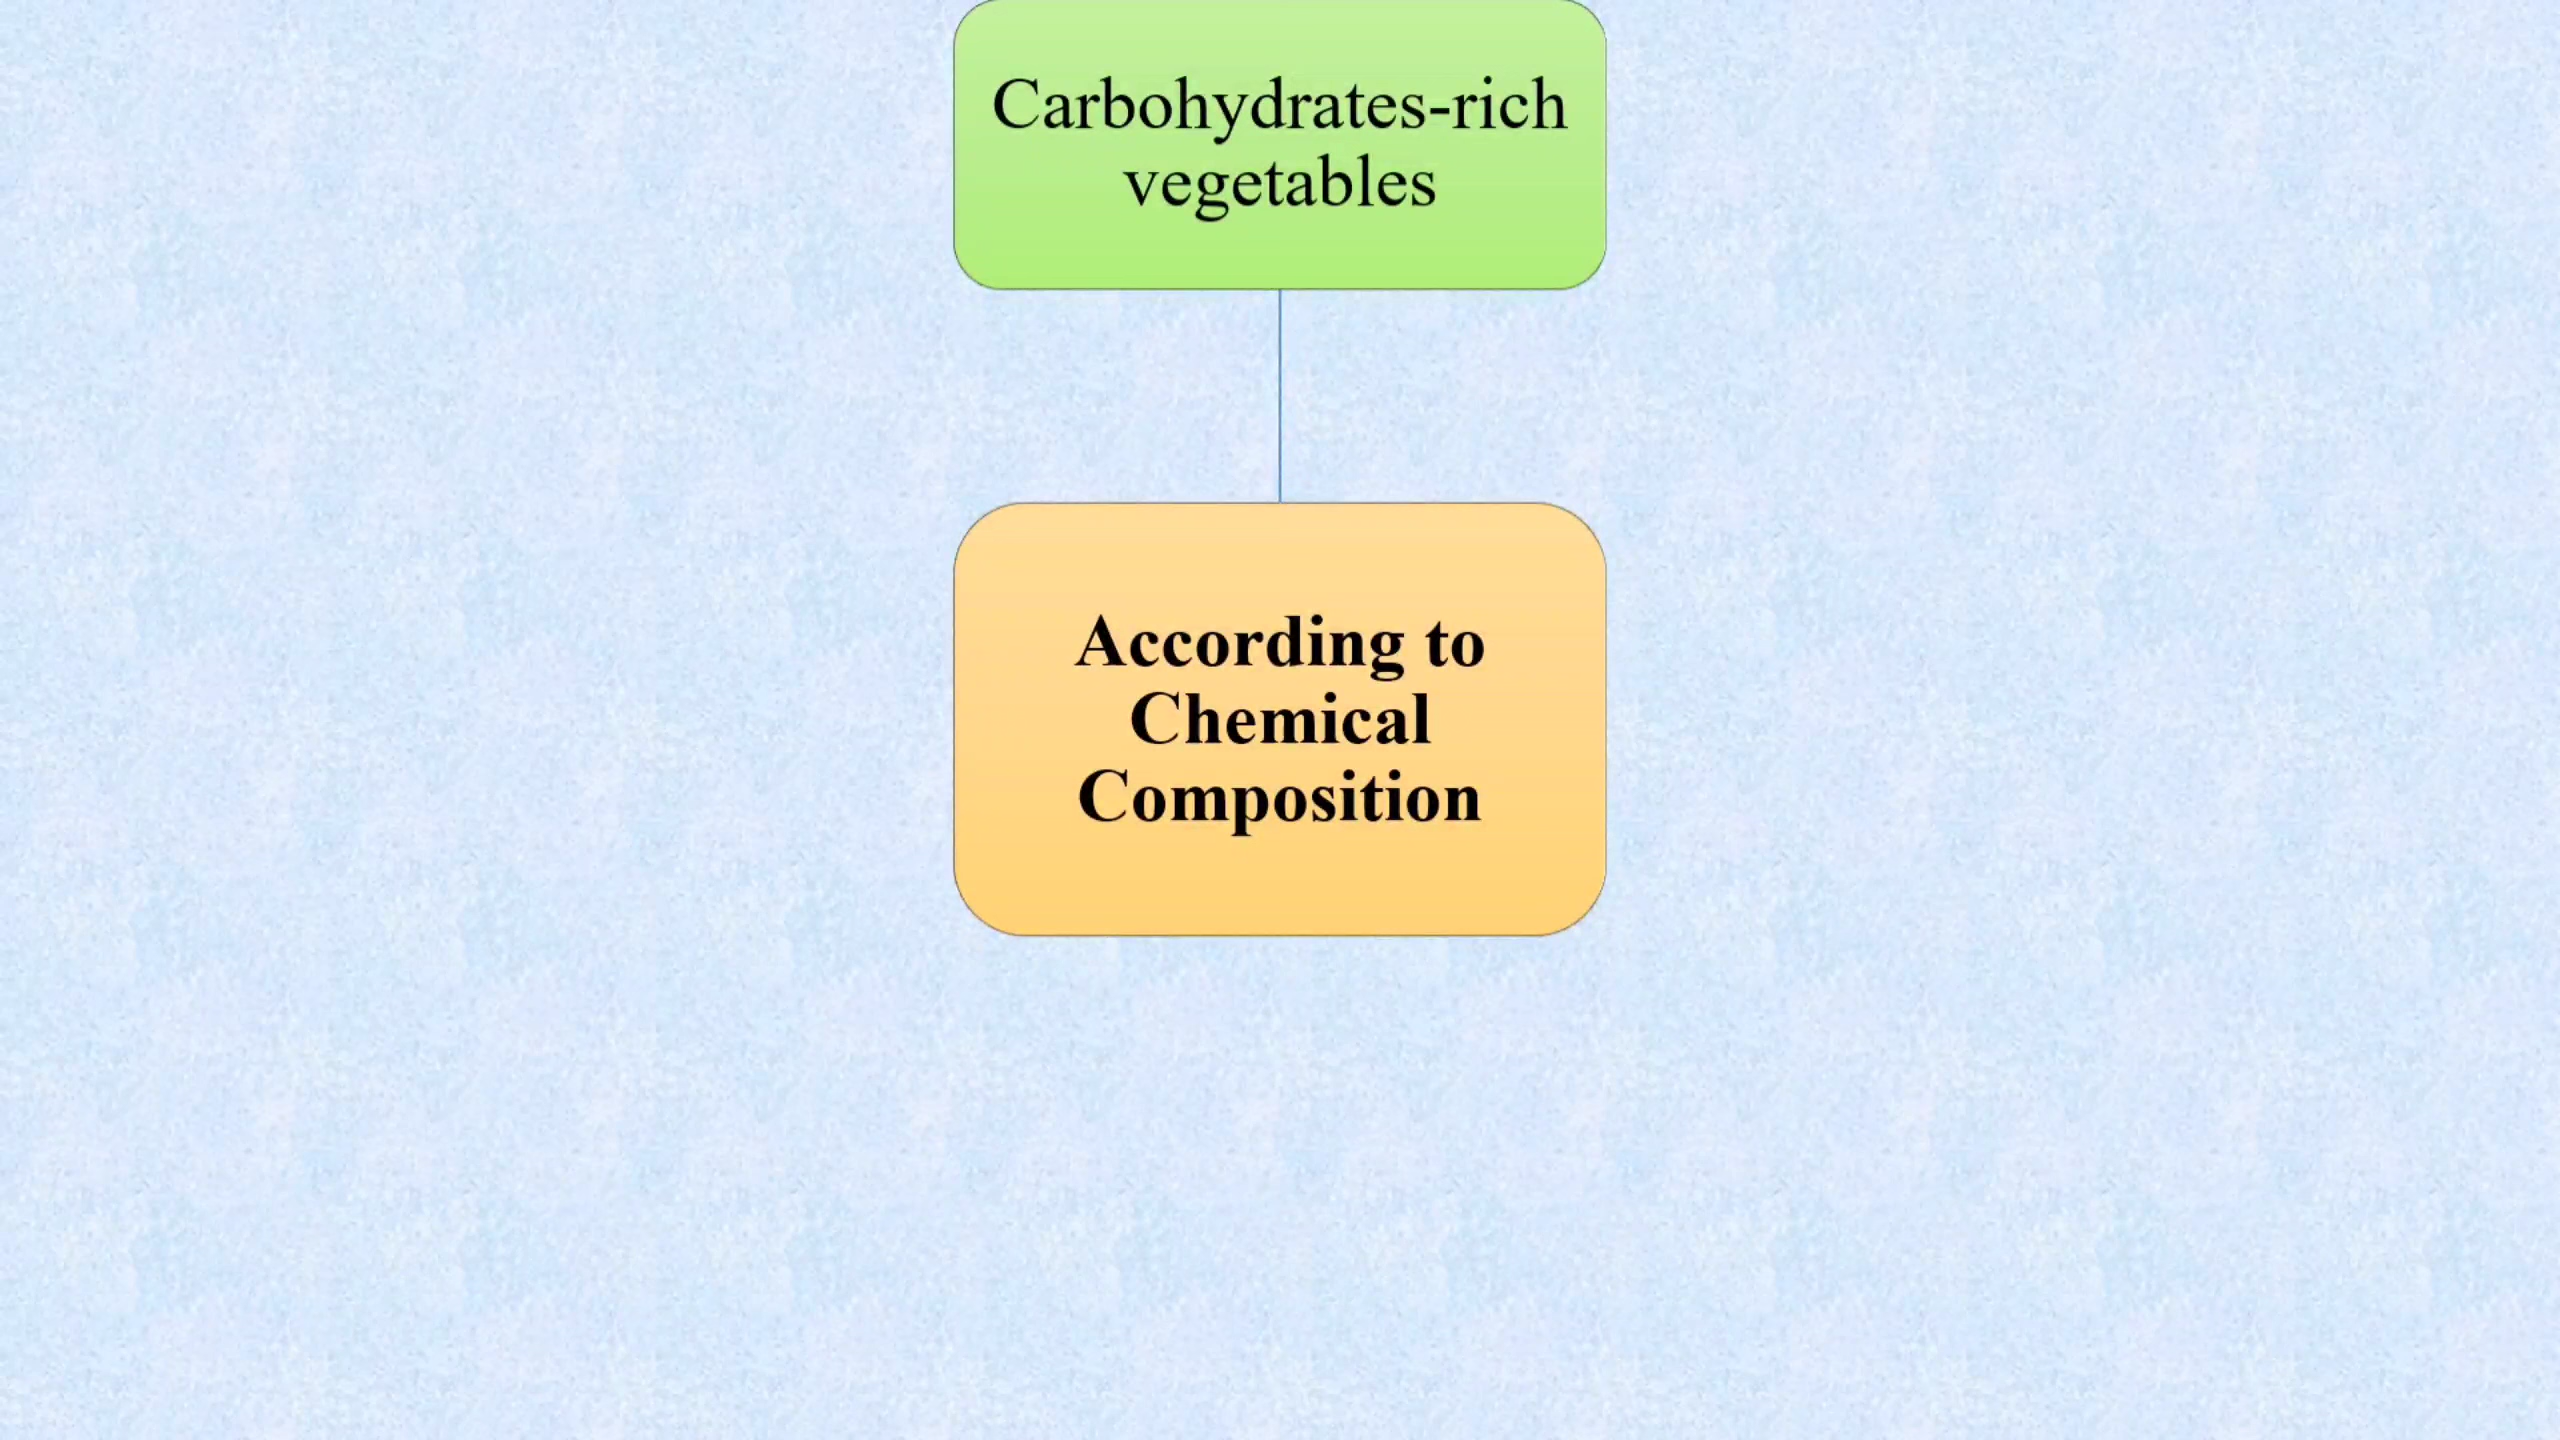 Carbohydrates-rich
vegetables
According to
Chemical
Composition